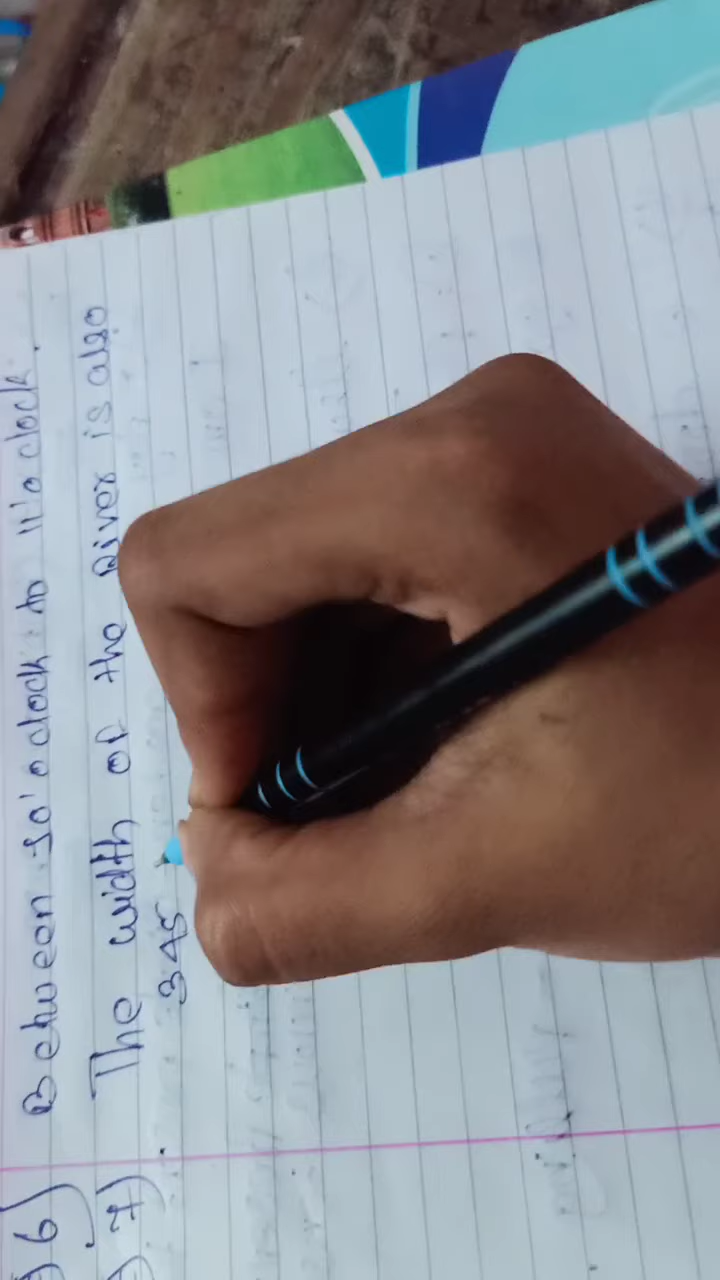 6) Between 10'o clock to 11'o clock.
7) The width of the River is also
345